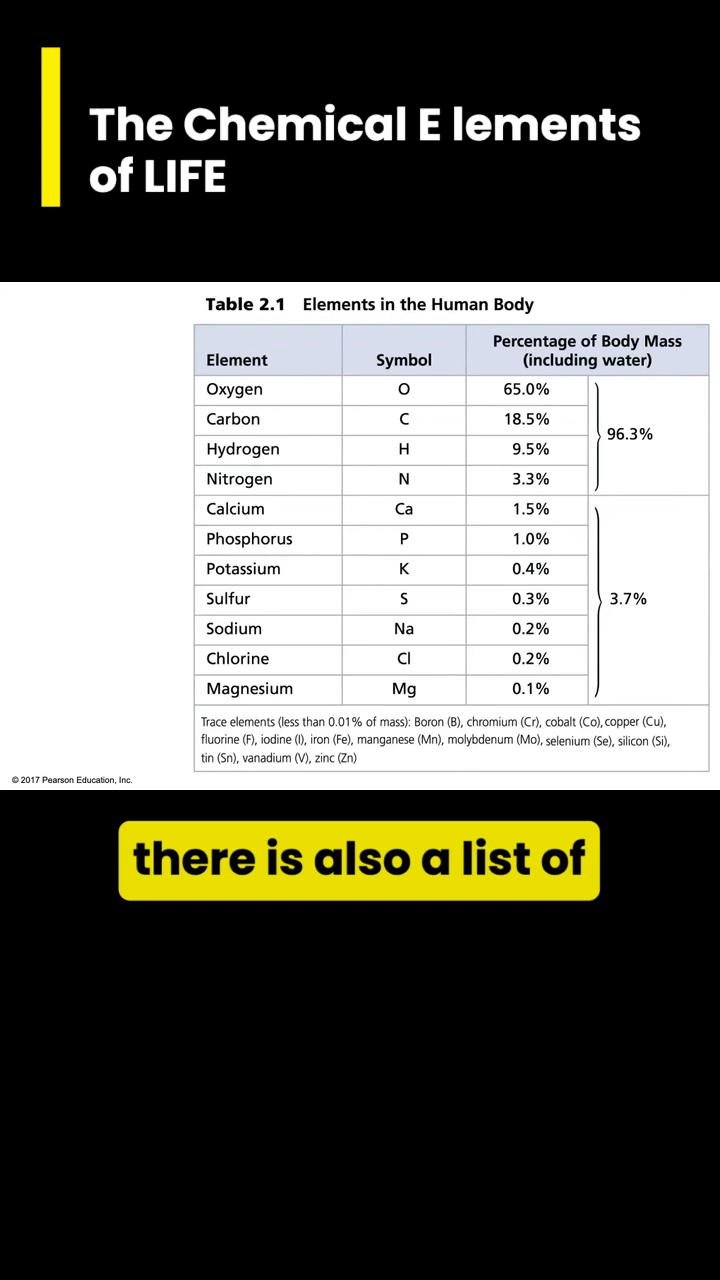 The Chemical E lements
of LIFE
Table 2.1 Elements in the Human Body
Element Symbol Percentage of Body Mass
(including water)
Oxygen O 65.0%
Carbon C 18.5%
96.3%
Hydrogen H 9.5%
Nitrogen N 3.3%
Calcium Ca 1.5%
Phosphorus P 1.0%
Potassium K 0.4%
Sulfur S 0.3% 3.7%
Sodium Na 0.2%
Chlorine Cl 0.2%
Magnesium Mg 0.1%
Trace elements (less than 0.01% of mass): Boron (B), chromium (Cr), cobalt (Co), copper (Cu),
fluorine (F), iodine (I), iron (Fe), manganese (Mn), molybdenum (Mo), selenium (Se), silicon (Si),
tin (Sn), vanadium (V), zinc (Zn)
© 2017 Pearson Education, Inc.
there is also a list of